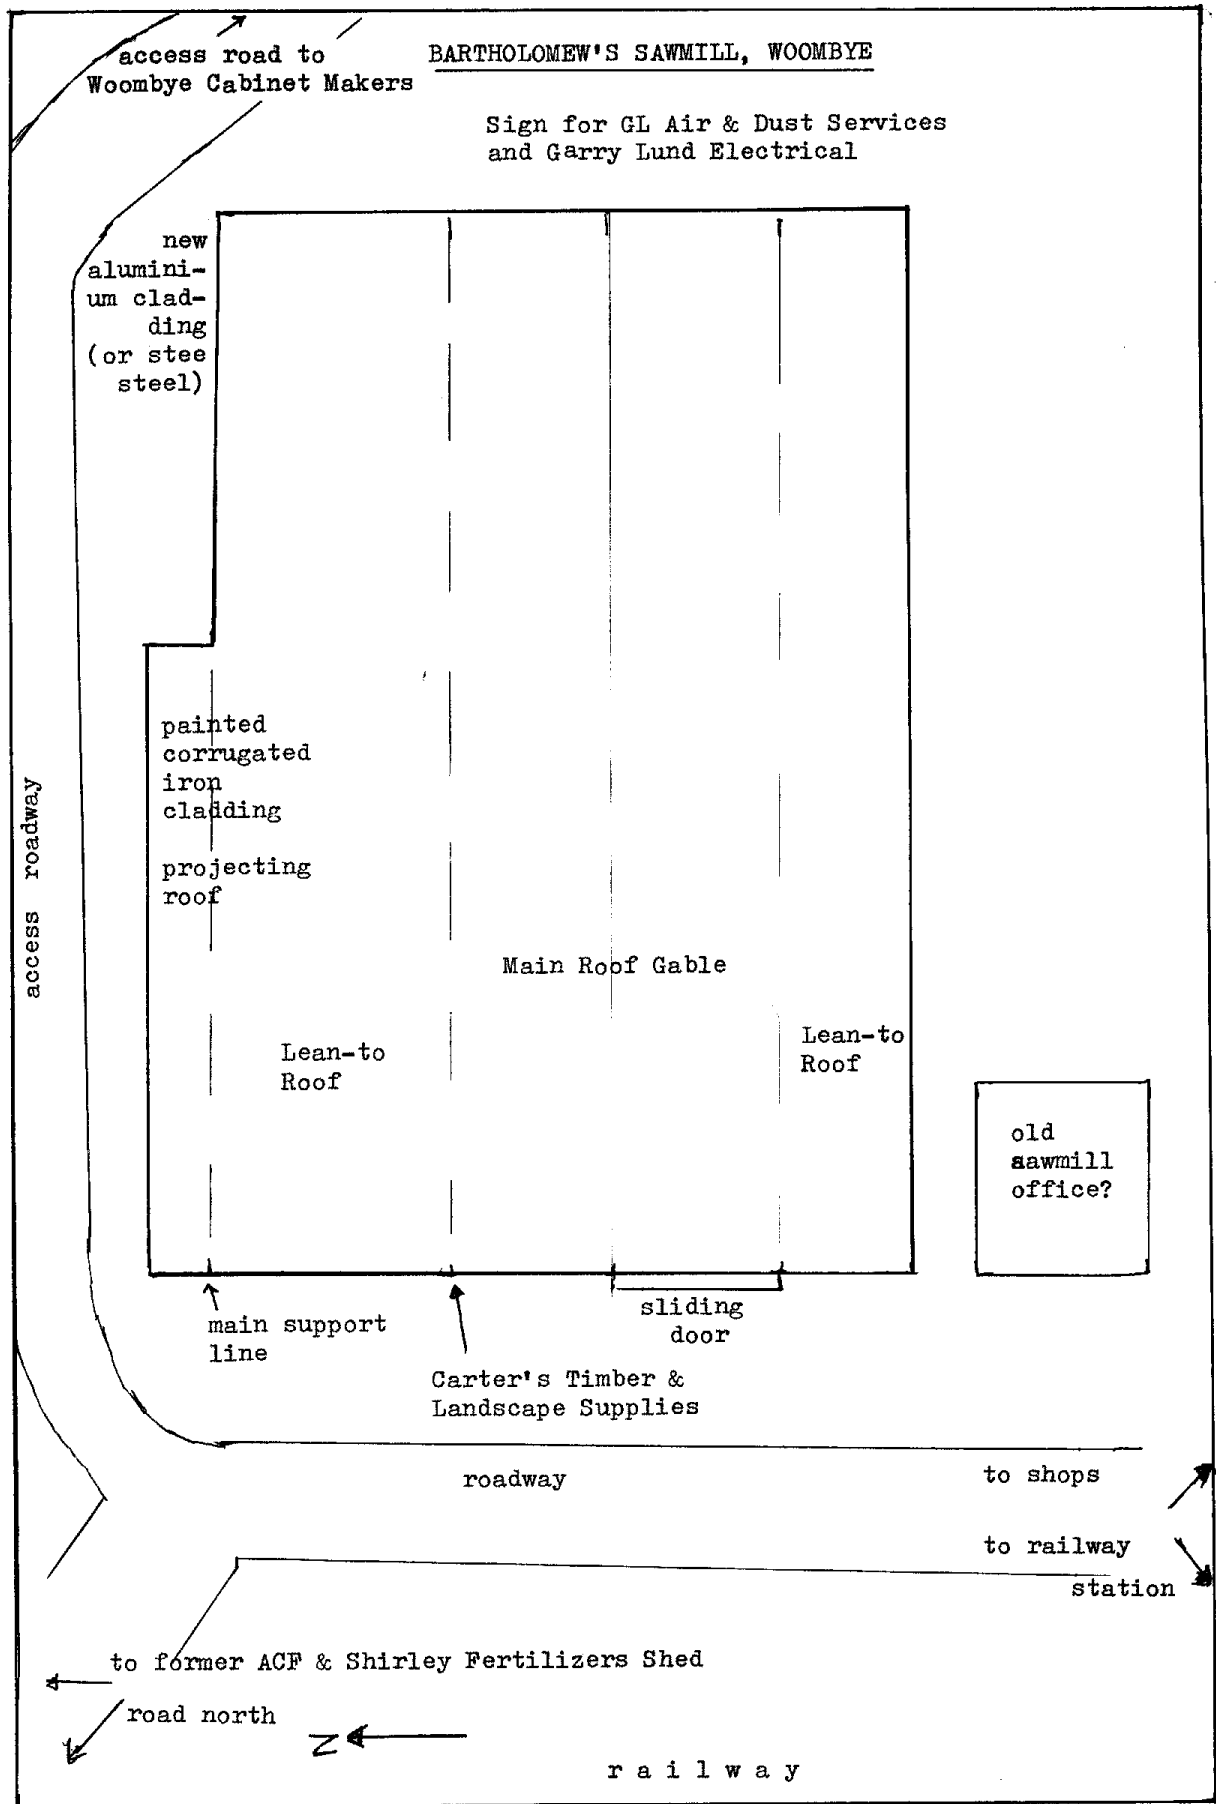 access road to
Woombye Cabinet Makers
BARTHOLOMEW'S SAWMILL, WOOMBYE
Sign for GL Air & Dust Services
and Garry Lund Electrical
new
alumini-
um clad-
ding
(or stee
steel)
painted
corrugated
iron
cladding
projecting
roof
access roadway
Main Roof Gable
Lean-to
Roof
Lean-to
Roof
old
sawmill
office?
main support
line
sliding
door
Carter's Timber &
Landscape Supplies
roadway
to shops
to railway
station
to former ACF & Shirley Fertilizers Shed
road north
N
railway